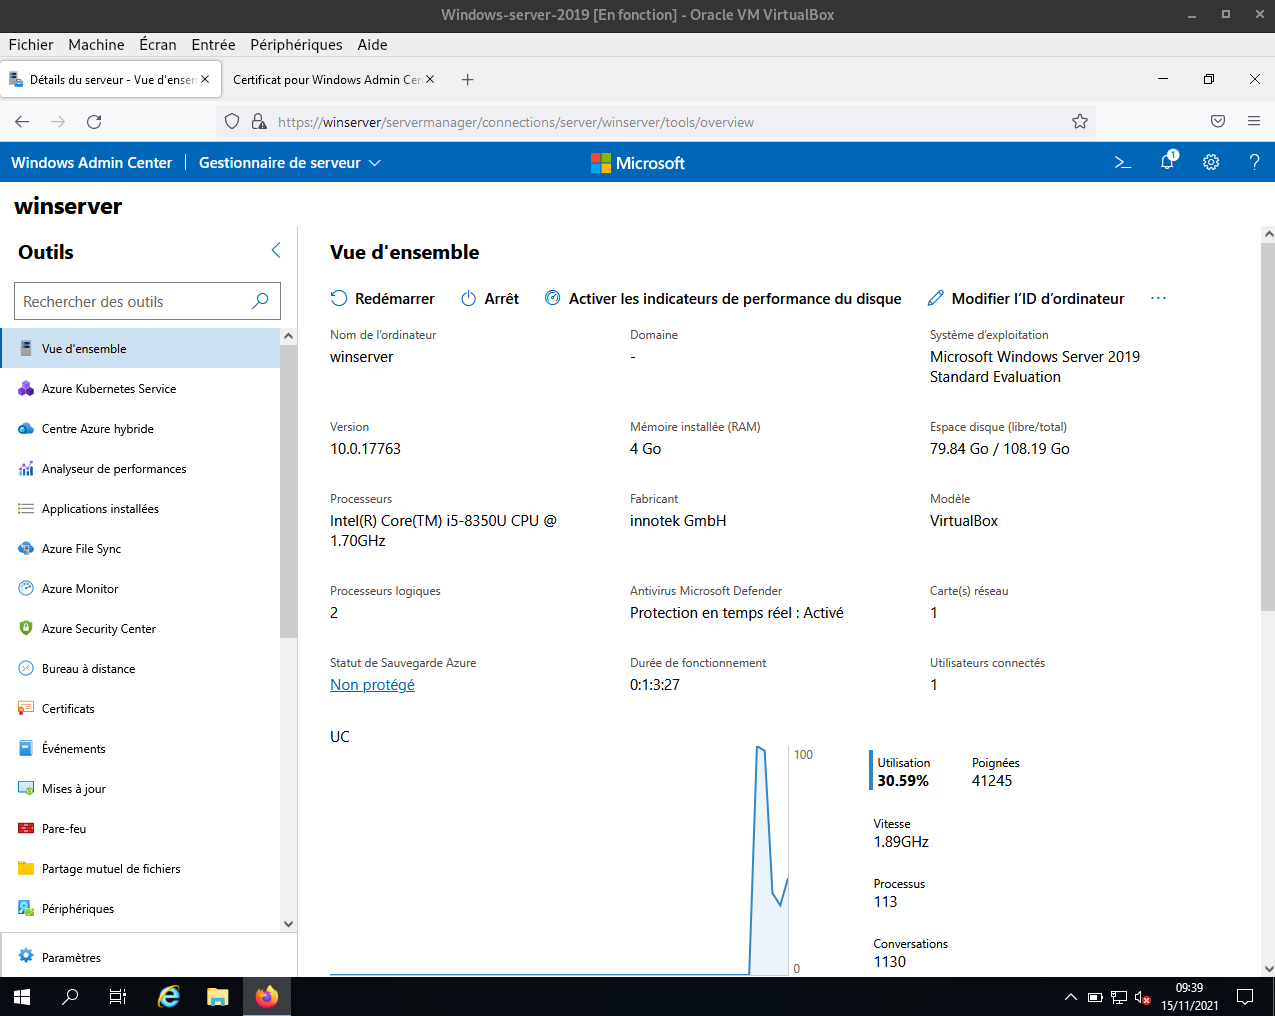 Windows-server-2019 [En fonction] - Oracle VM VirtualBox
Fichier Machine Écran Entrée Périphériques Aide
Détails du serveur - Vue d'ensem
Certificat pour Windows Admin Cen
https://winserver/servermanager/connections/server/winserver/tools/overview
Windows Admin Center
Gestionnaire de serveur
Microsoft
1
winserver
Outils
Rechercher des outils
Vue d'ensemble
Azure Kubernetes Service
Centre Azure hybride
Analyseur de performances
Applications installées
Azure File Sync
Azure Monitor
Azure Security Center
Bureau à distance
Certificats
Événements
Mises à jour
Pare-feu
Partage mutuel de fichiers
Périphériques
Paramètres
Vue d'ensemble
Redémarrer
Arrêt
Activer les indicateurs de performance du disque
Modifier l'ID d'ordinateur
...
Nom de l'ordinateur
winserver
Domaine
-
Système d'exploitation
Microsoft Windows Server 2019
Standard Evaluation
Version
10.0.17763
Mémoire installée (RAM)
4 Go
Espace disque (libre/total)
79.84 Go / 108.19 Go
Processeurs
Intel(R) Core(TM) i5-8350U CPU @
1.70GHz
Fabricant
innotek GmbH
Modèle
VirtualBox
Processeurs logiques
2
Antivirus Microsoft Defender
Protection en temps réel : Activé
Carte(s) réseau
1
Statut de Sauvegarde Azure
Non protégé
Durée de fonctionnement
0:1:3:27
Utilisateurs connectés
1
UC
100
0
Utilisation
30.59%
Poignées
41245
Vitesse
1.89GHz
Processus
113
Conversations
1130
09:39
15/11/2021